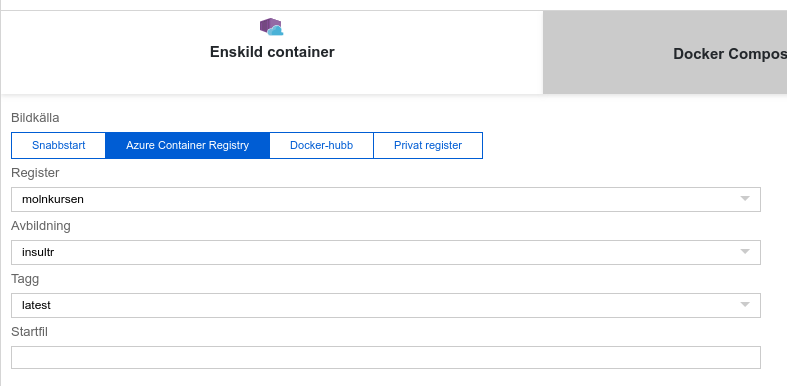 Enskild container
Docker Compos
Bildkälla
Snabbstart
Azure Container Registry
Docker-hubb
Privat register
Register
molnkursen
Avbildning
insultr
Tagg
latest
Startfil